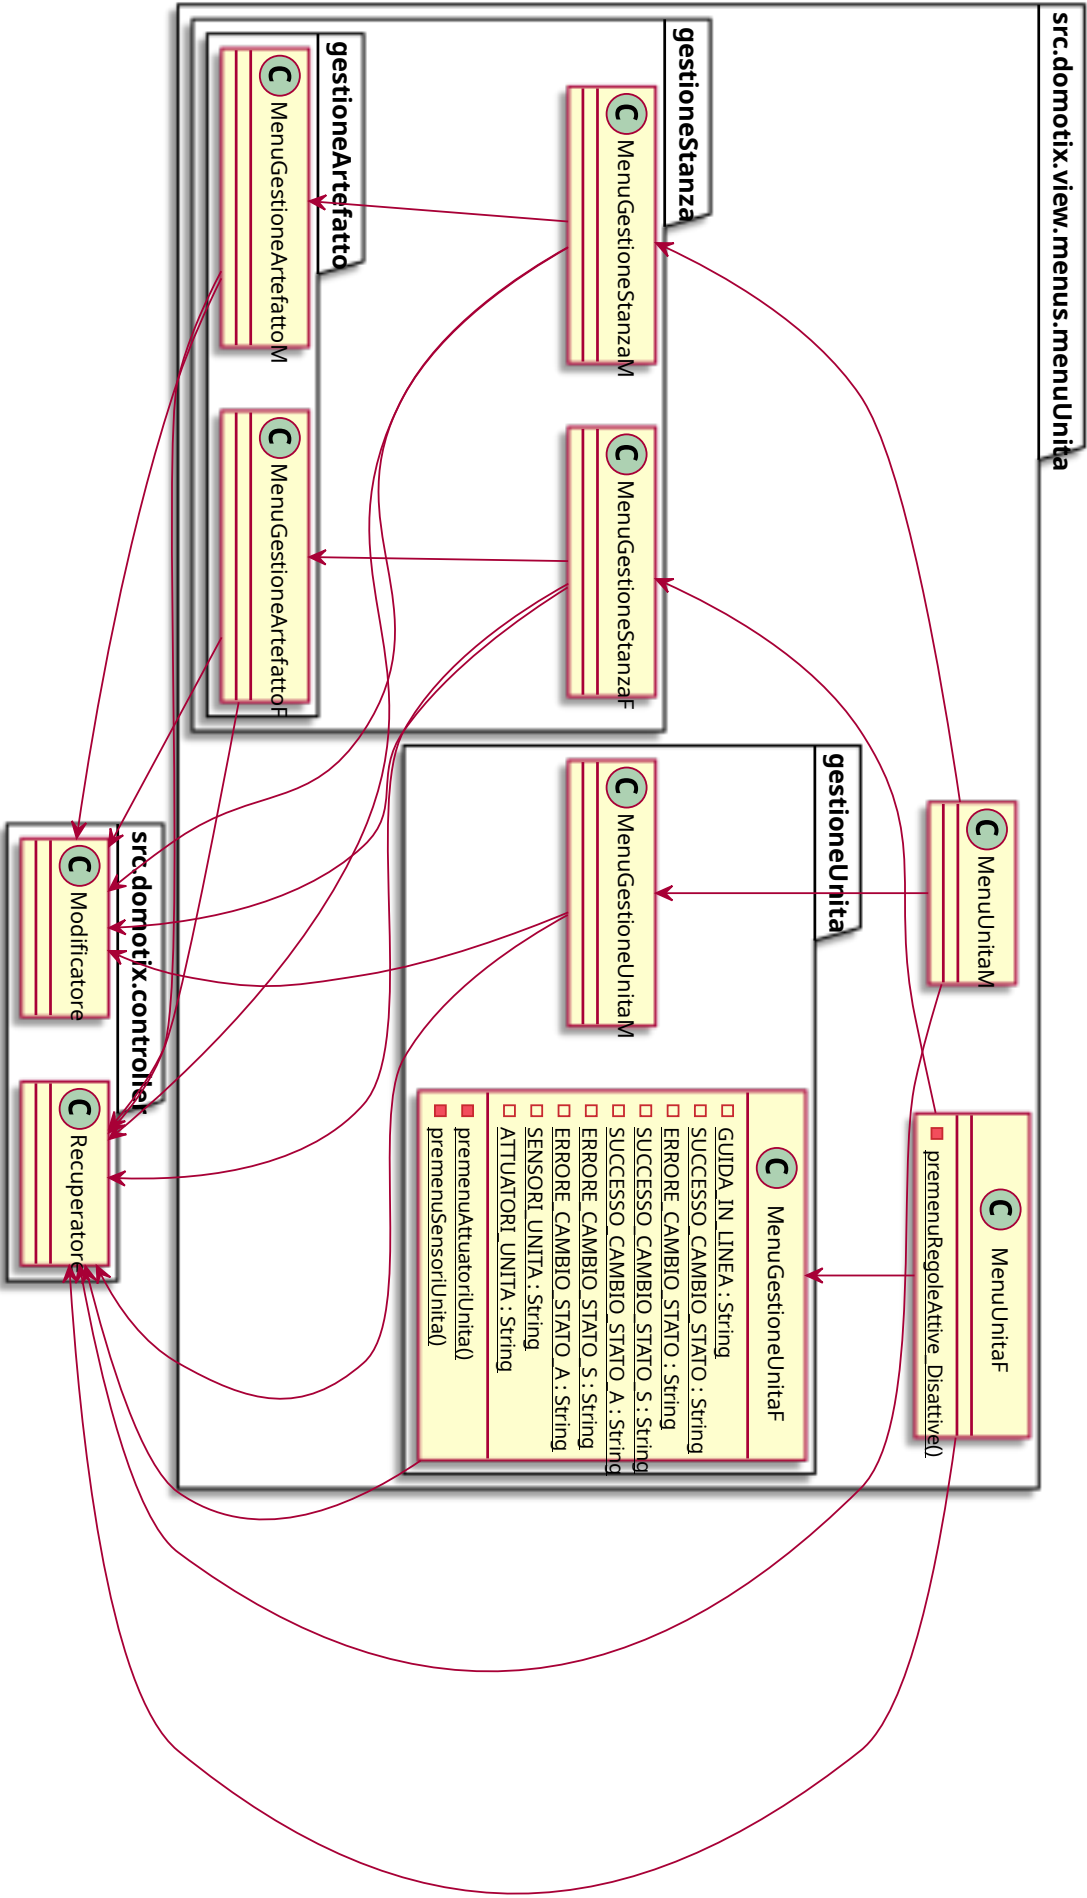 src.domotix.view.menus.menuUnita
C MenuUnitaM
C MenuUnitaF
premenuRegoleAttive_Disattive()
gestioneStanza
C MenuGestioneStanzaM
C MenuGestioneStanzaF
gestioneUnita
C MenuGestioneUnitaM
C MenuGestioneUnitaF
GUIDA_IN_LINEA : String
SUCCESSO_CAMBIO_STATO : String
ERRORE_CAMBIO_STATO : String
SUCCESSO_CAMBIO_STATO_S : String
SUCCESSO_CAMBIO_STATO_A : String
ERRORE_CAMBIO_STATO_S : String
ERRORE_CAMBIO_STATO_A : String
SENSORI_UNITA : String
ATTUATORI_UNITA : String
premenuAttuatoriUnita()
premenuSensoriUnita()
gestioneArtefatto
C MenuGestioneArtefattoM
C MenuGestioneArtefattoF
src.domotix.controller
C Modificatore
C Recuperatore